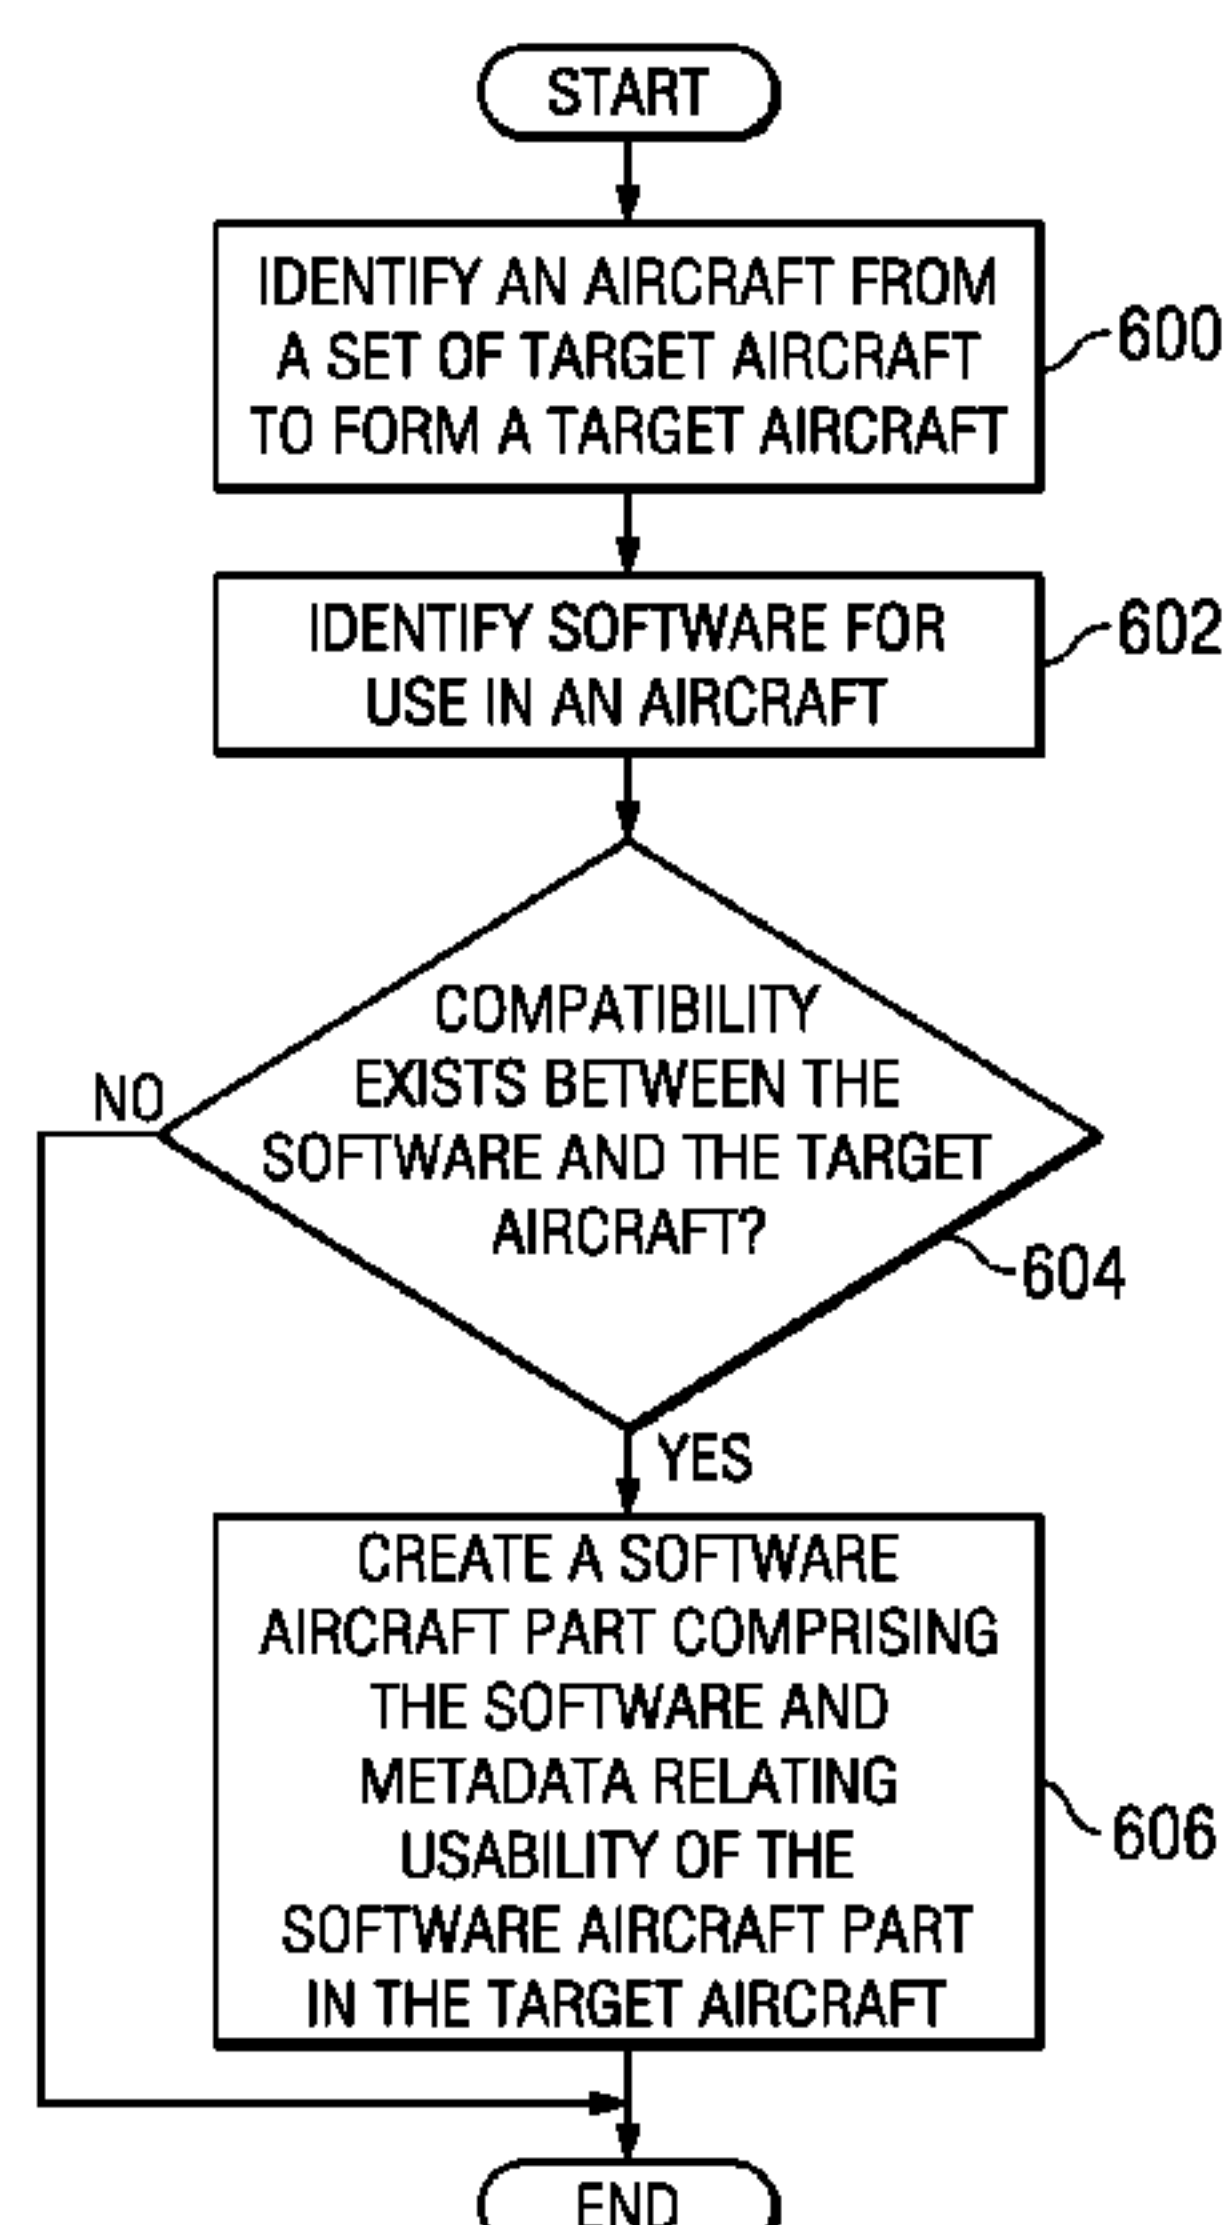 START
IDENTIFY AN AIRCRAFT FROM
A SET OF TARGET AIRCRAFT
TO FORM A TARGET AIRCRAFT
600
IDENTIFY SOFTWARE FOR
USE IN AN AIRCRAFT
602
COMPATIBILITY
EXISTS BETWEEN THE
SOFTWARE AND THE TARGET
AIRCRAFT?
NO
604
YES
CREATE A SOFTWARE
AIRCRAFT PART COMPRISING
THE SOFTWARE AND
METADATA RELATING
USABILITY OF THE
SOFTWARE AIRCRAFT PART
IN THE TARGET AIRCRAFT
606
END